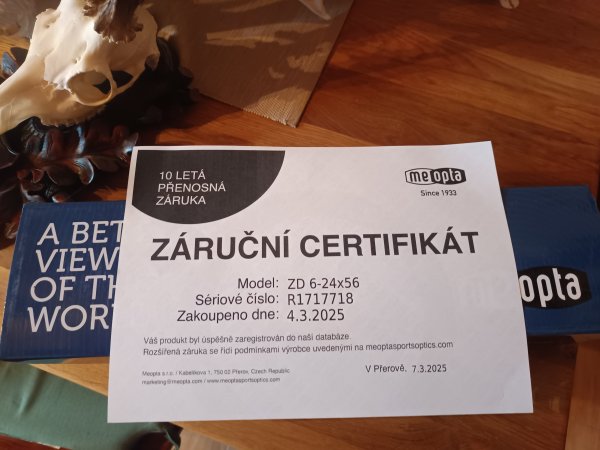 10 LETÁ
PŘENOSNÁ
ZÁRUKA
meopta
Since 1933
ZÁRUČNÍ CERTIFIKÁT
Model: ZD 6-24x56
Sériové číslo: R1717718
Zakoupeno dne: 4.3.2025
Váš produkt byl úspěšně zaregistrován do naší databáze
Rozšířená záruka se řídí podmínkami výrobce uvedenými na meoptasportsoptics.com
Meopta s.r.o. / Kabelíkova 1, 750 02 Přerov, Czech Republic
marketing@meopta.com / www.meoptasportsoptics.com
V Přerově, 7.3.2025
A BET
VIEW
OF TH
WOR
opta